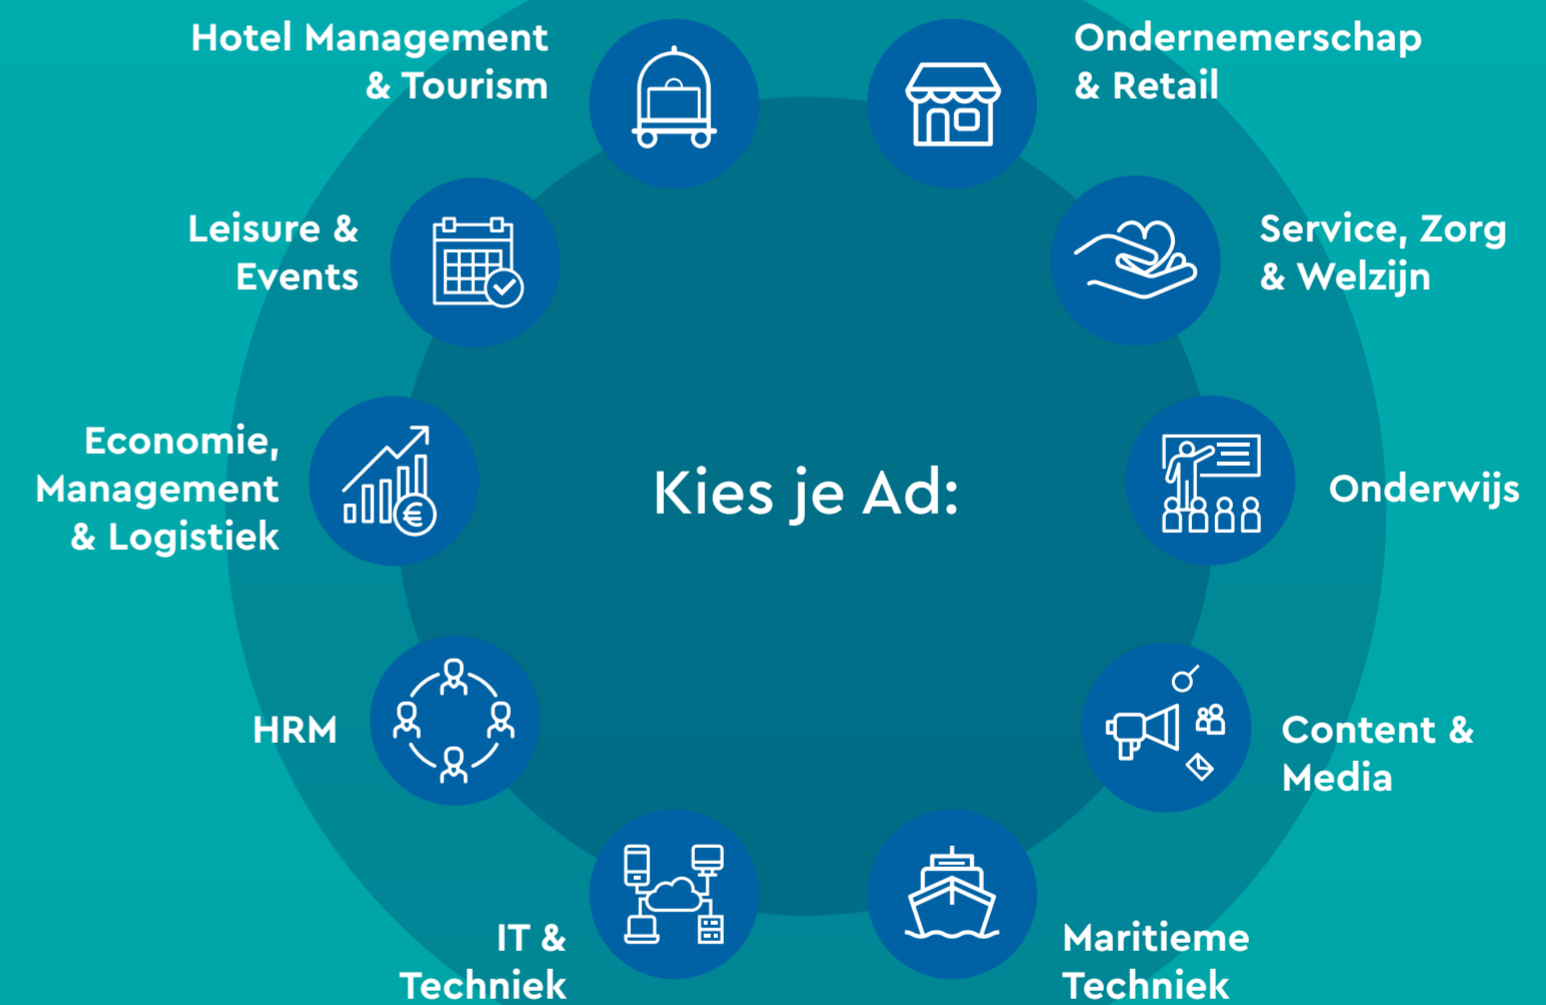 Hotel Management
& Tourism
Ondernemerschap
& Retail
Leisure &
Events
Service, Zorg
& Welzijn
Economie,
Management
& Logistiek
Kies je Ad:
Onderwijs
HRM
Content &
Media
IT &
Techniek
Maritieme
Techniek